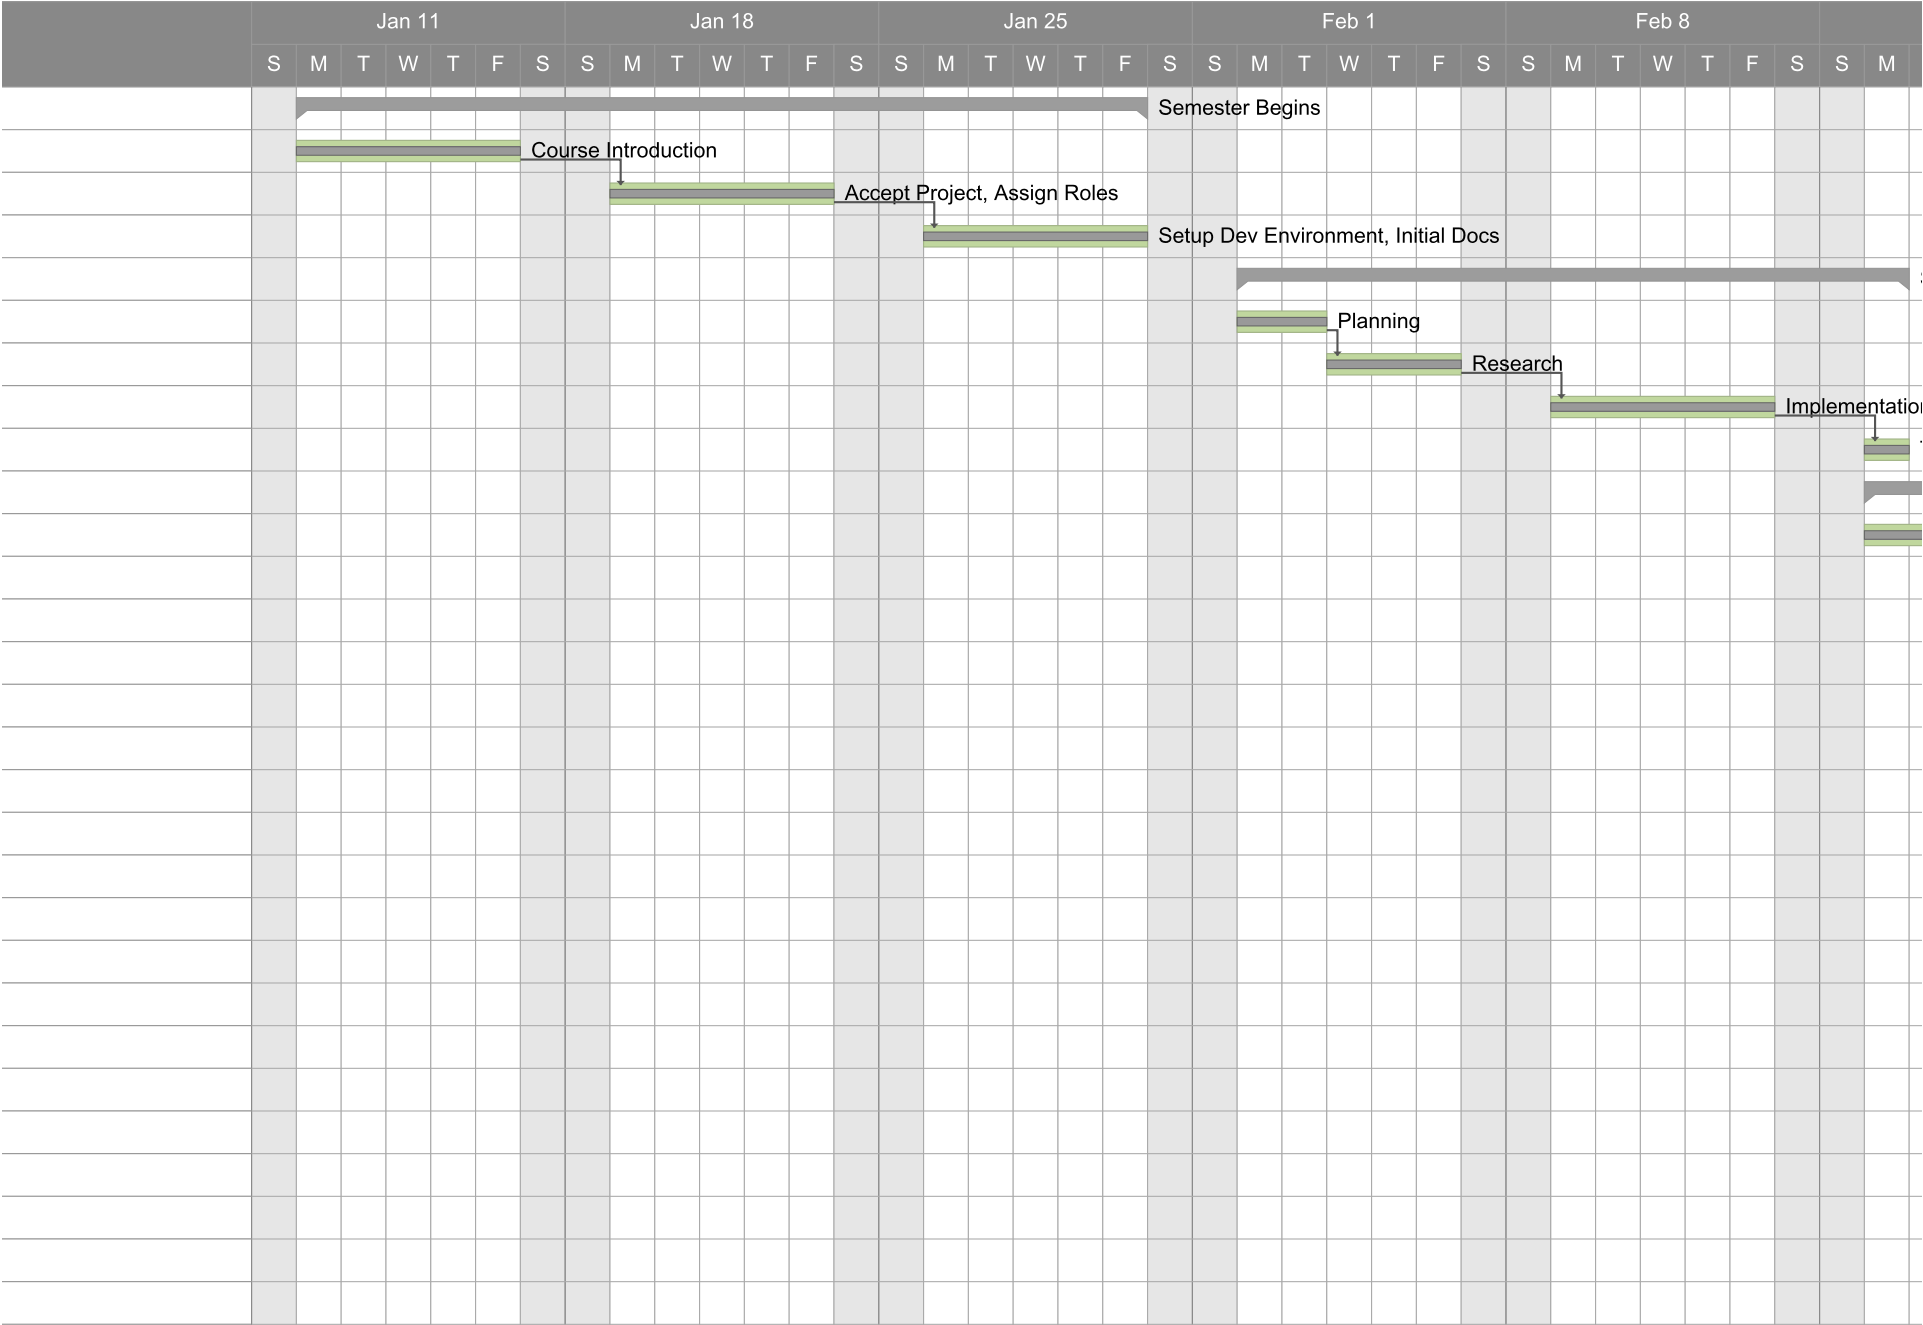 Jan 11 Jan 18 Jan 25 Feb 1 Feb 8
S M T W T F S S M T W T F S S M T W T F S S M T W T F S S M T W T F S S M
Semester Begins
Course Introduction
Accept Project, Assign Roles
Setup Dev Environment, Initial Docs
Planning
Research
Implementatio